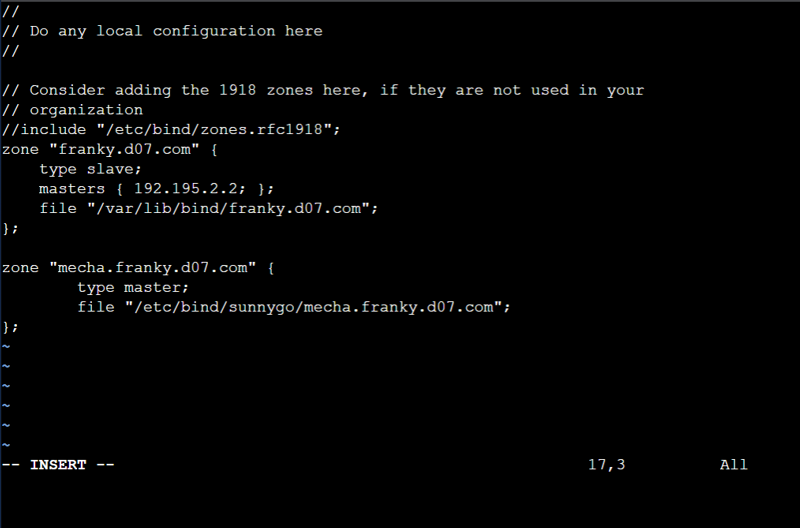 //
// Do any local configuration here
//
// Consider adding the 1918 zones here, if they are not used in your
// organization
//include "/etc/bind/zones.rfc1918";
zone "franky.d07.com" {
    type slave;
    masters { 192.195.2.2; };
    file "/var/lib/bind/franky.d07.com";
};
zone "mecha.franky.d07.com" {
        type master;
        file "/etc/bind/sunnygo/mecha.franky.d07.com";
};
~
~
~
~
~
~
-- INSERT -- 17,3 All